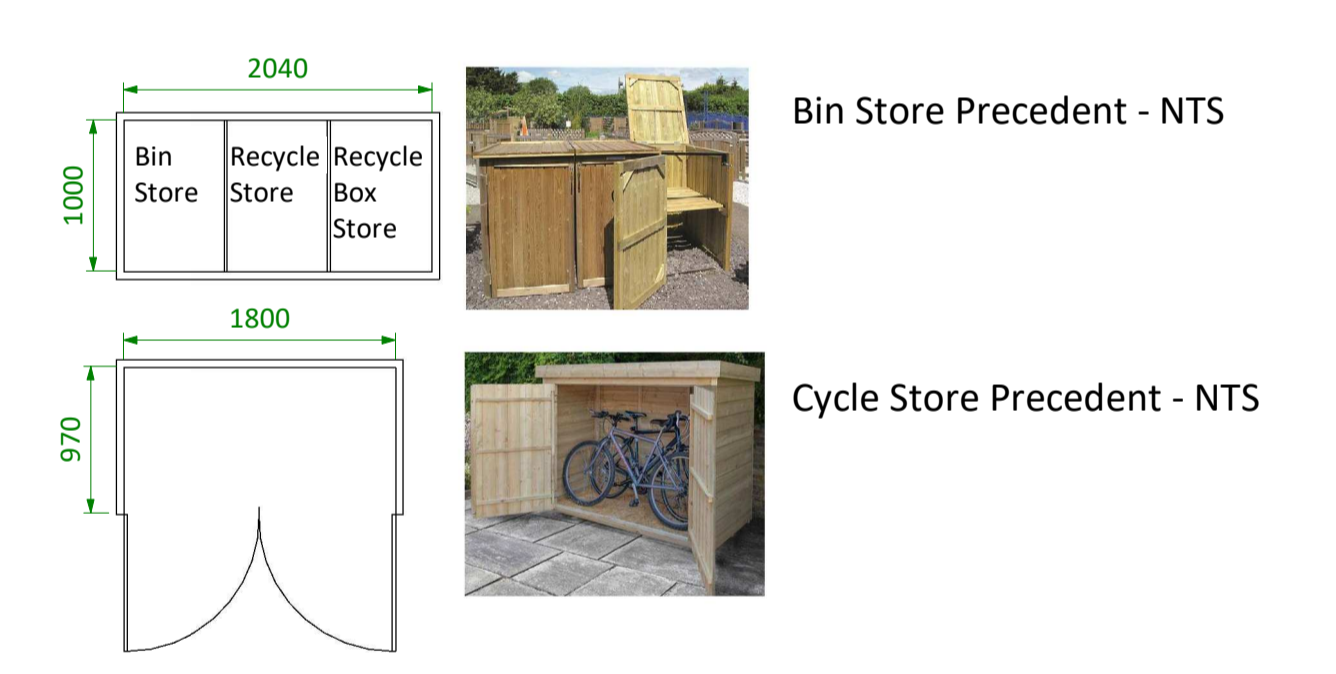 2040
Bin Store Precedent - NTS
1000
Bin
Store
Recycle
Store
Recycle
Box
Store
1800
Cycle Store Precedent - NTS
970